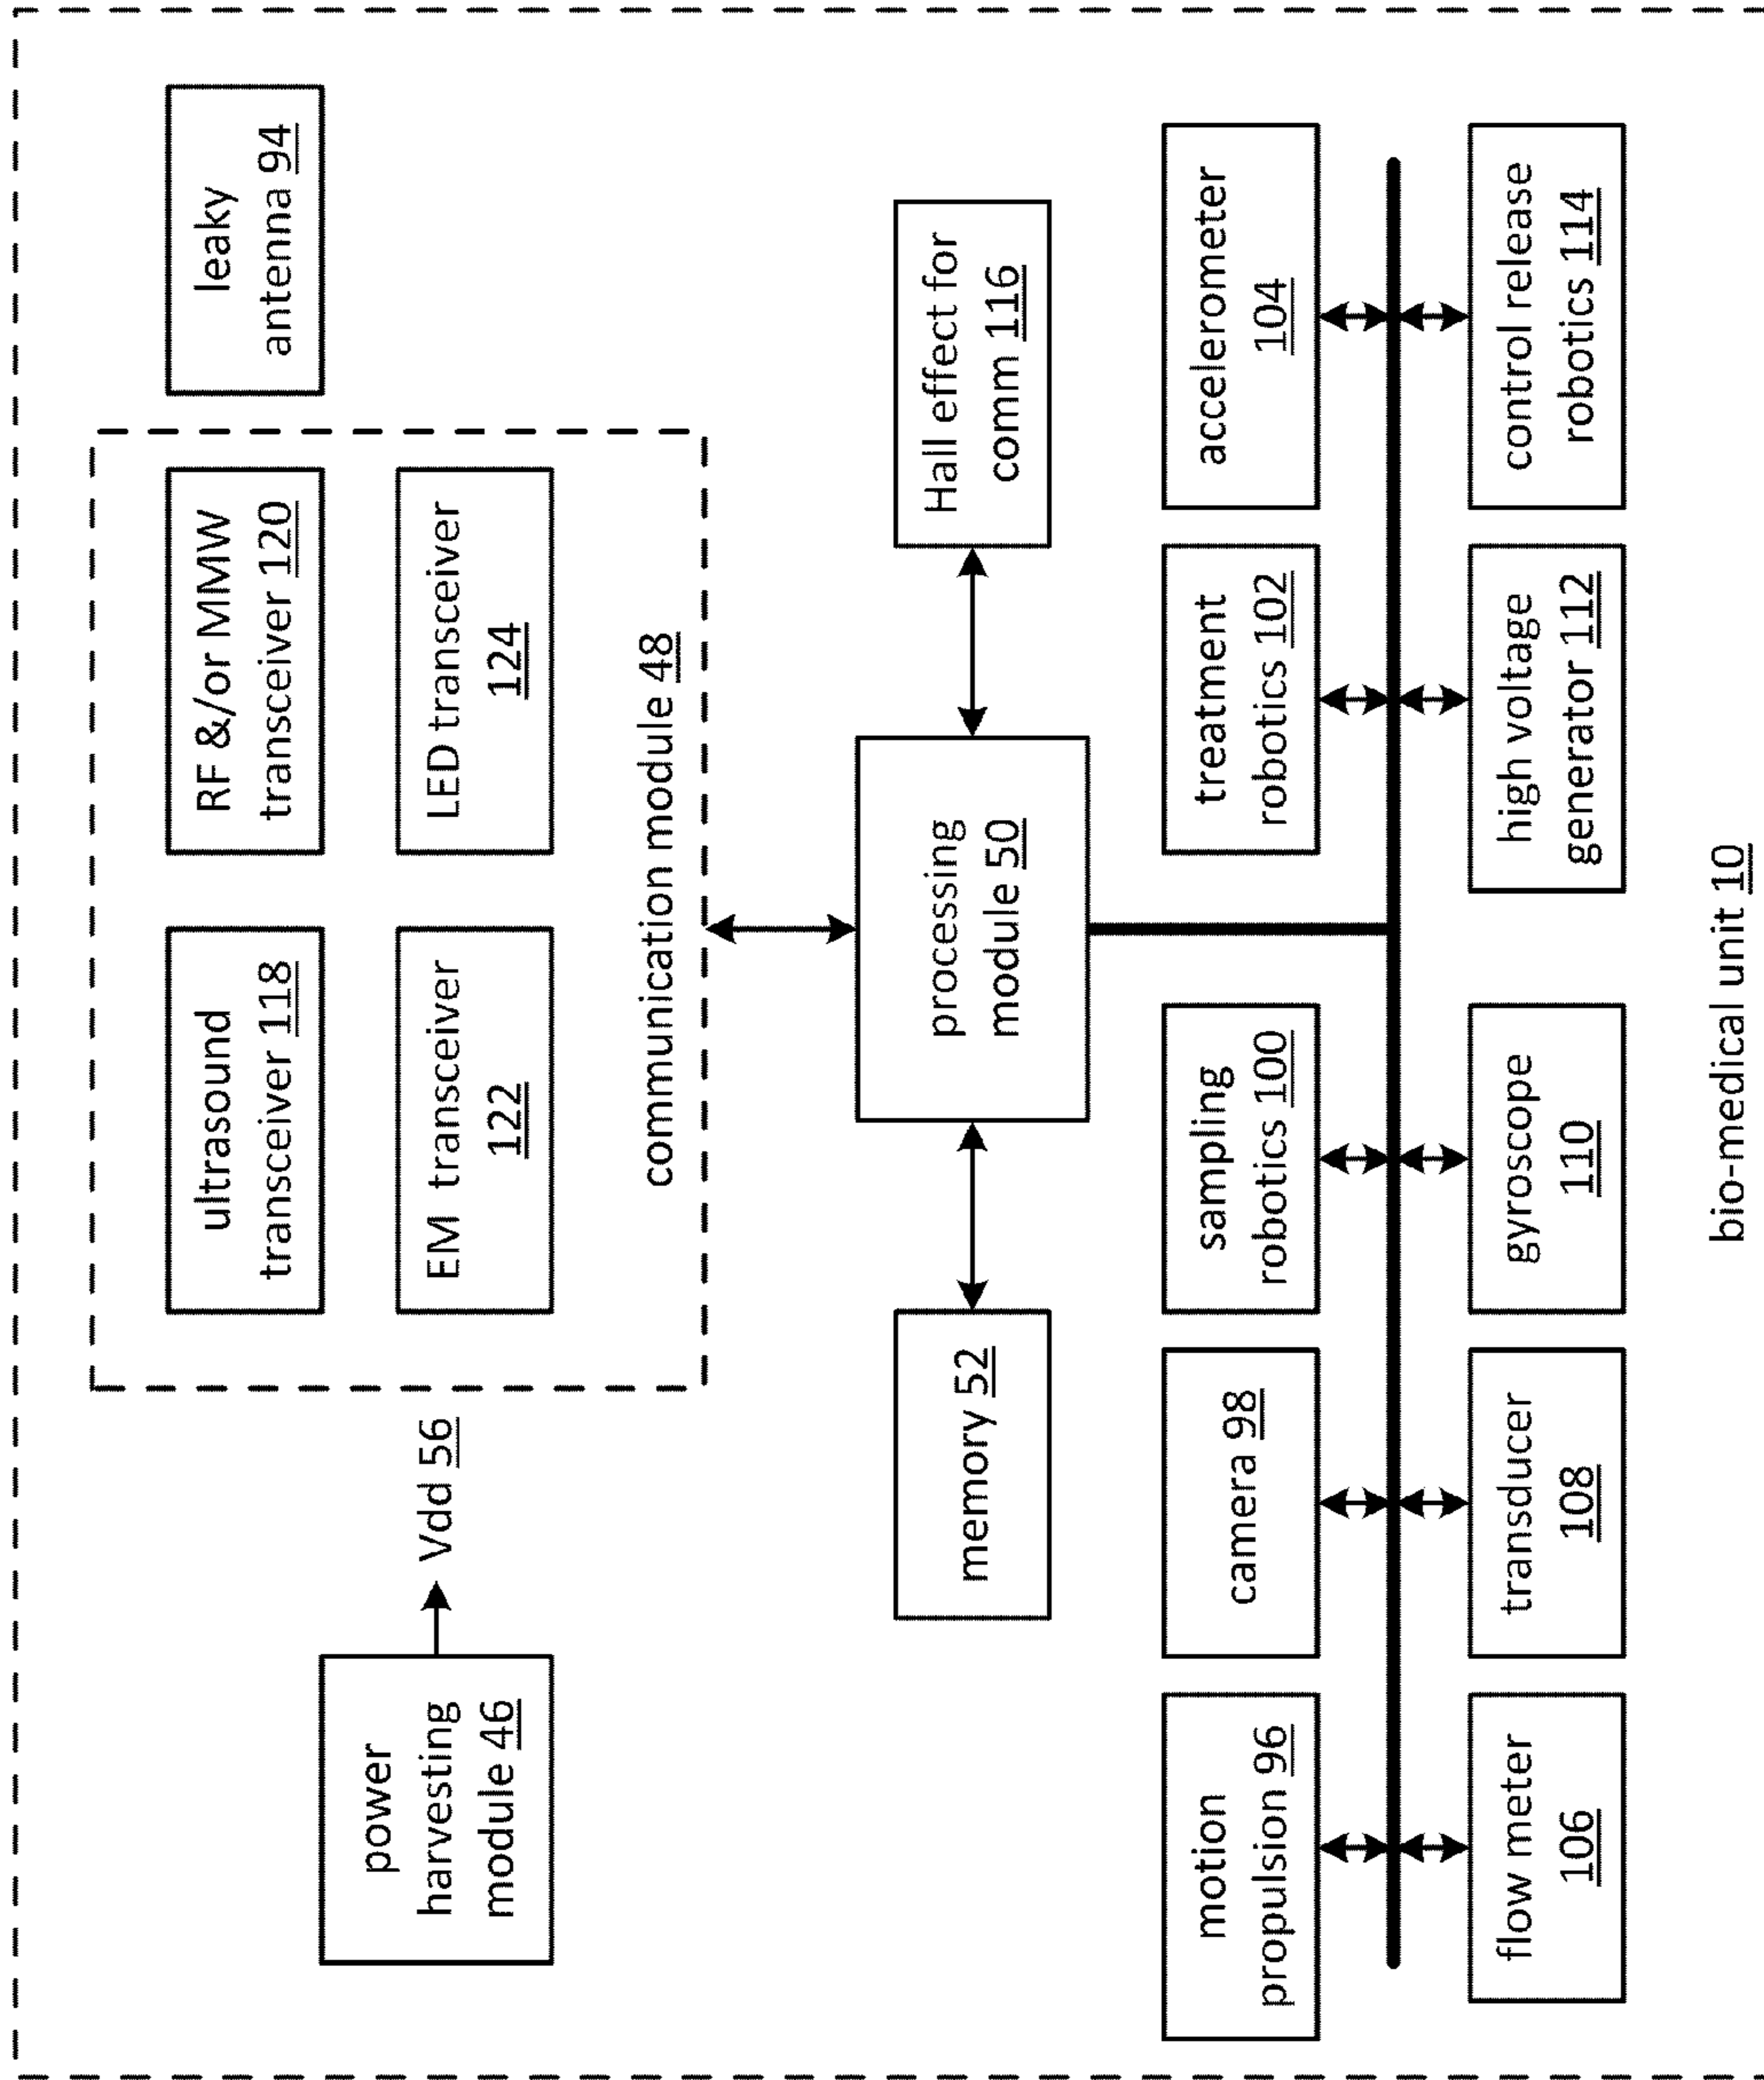 power
harvesting
module 46
Vdd 56
ultrasound
transceiver 118
RF &/or MMW
transceiver 120
EM transceiver
122
LED transceiver
124
communication module 48
leaky
antenna 94
memory 52
processing
module 50
Hall effect for
comm 116
motion
propulsion 96
camera 98
sampling
robotics 100
treatment
robotics 102
accelerometer
104
flow meter
106
transducer
108
gyroscope
110
high voltage
generator 112
control release
robotics 114
bio-medical unit 10